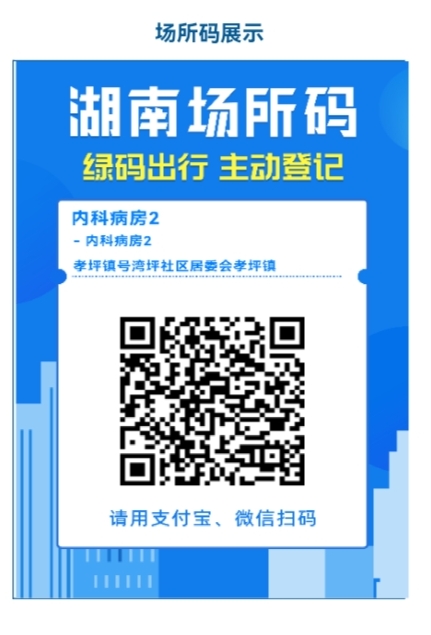 场所码展示
湖南场所码
绿码出行 主动登记
内科病房2
- 内科病房2
孝坪镇号湾坪社区居委会孝坪镇
请用支付宝、微信扫码